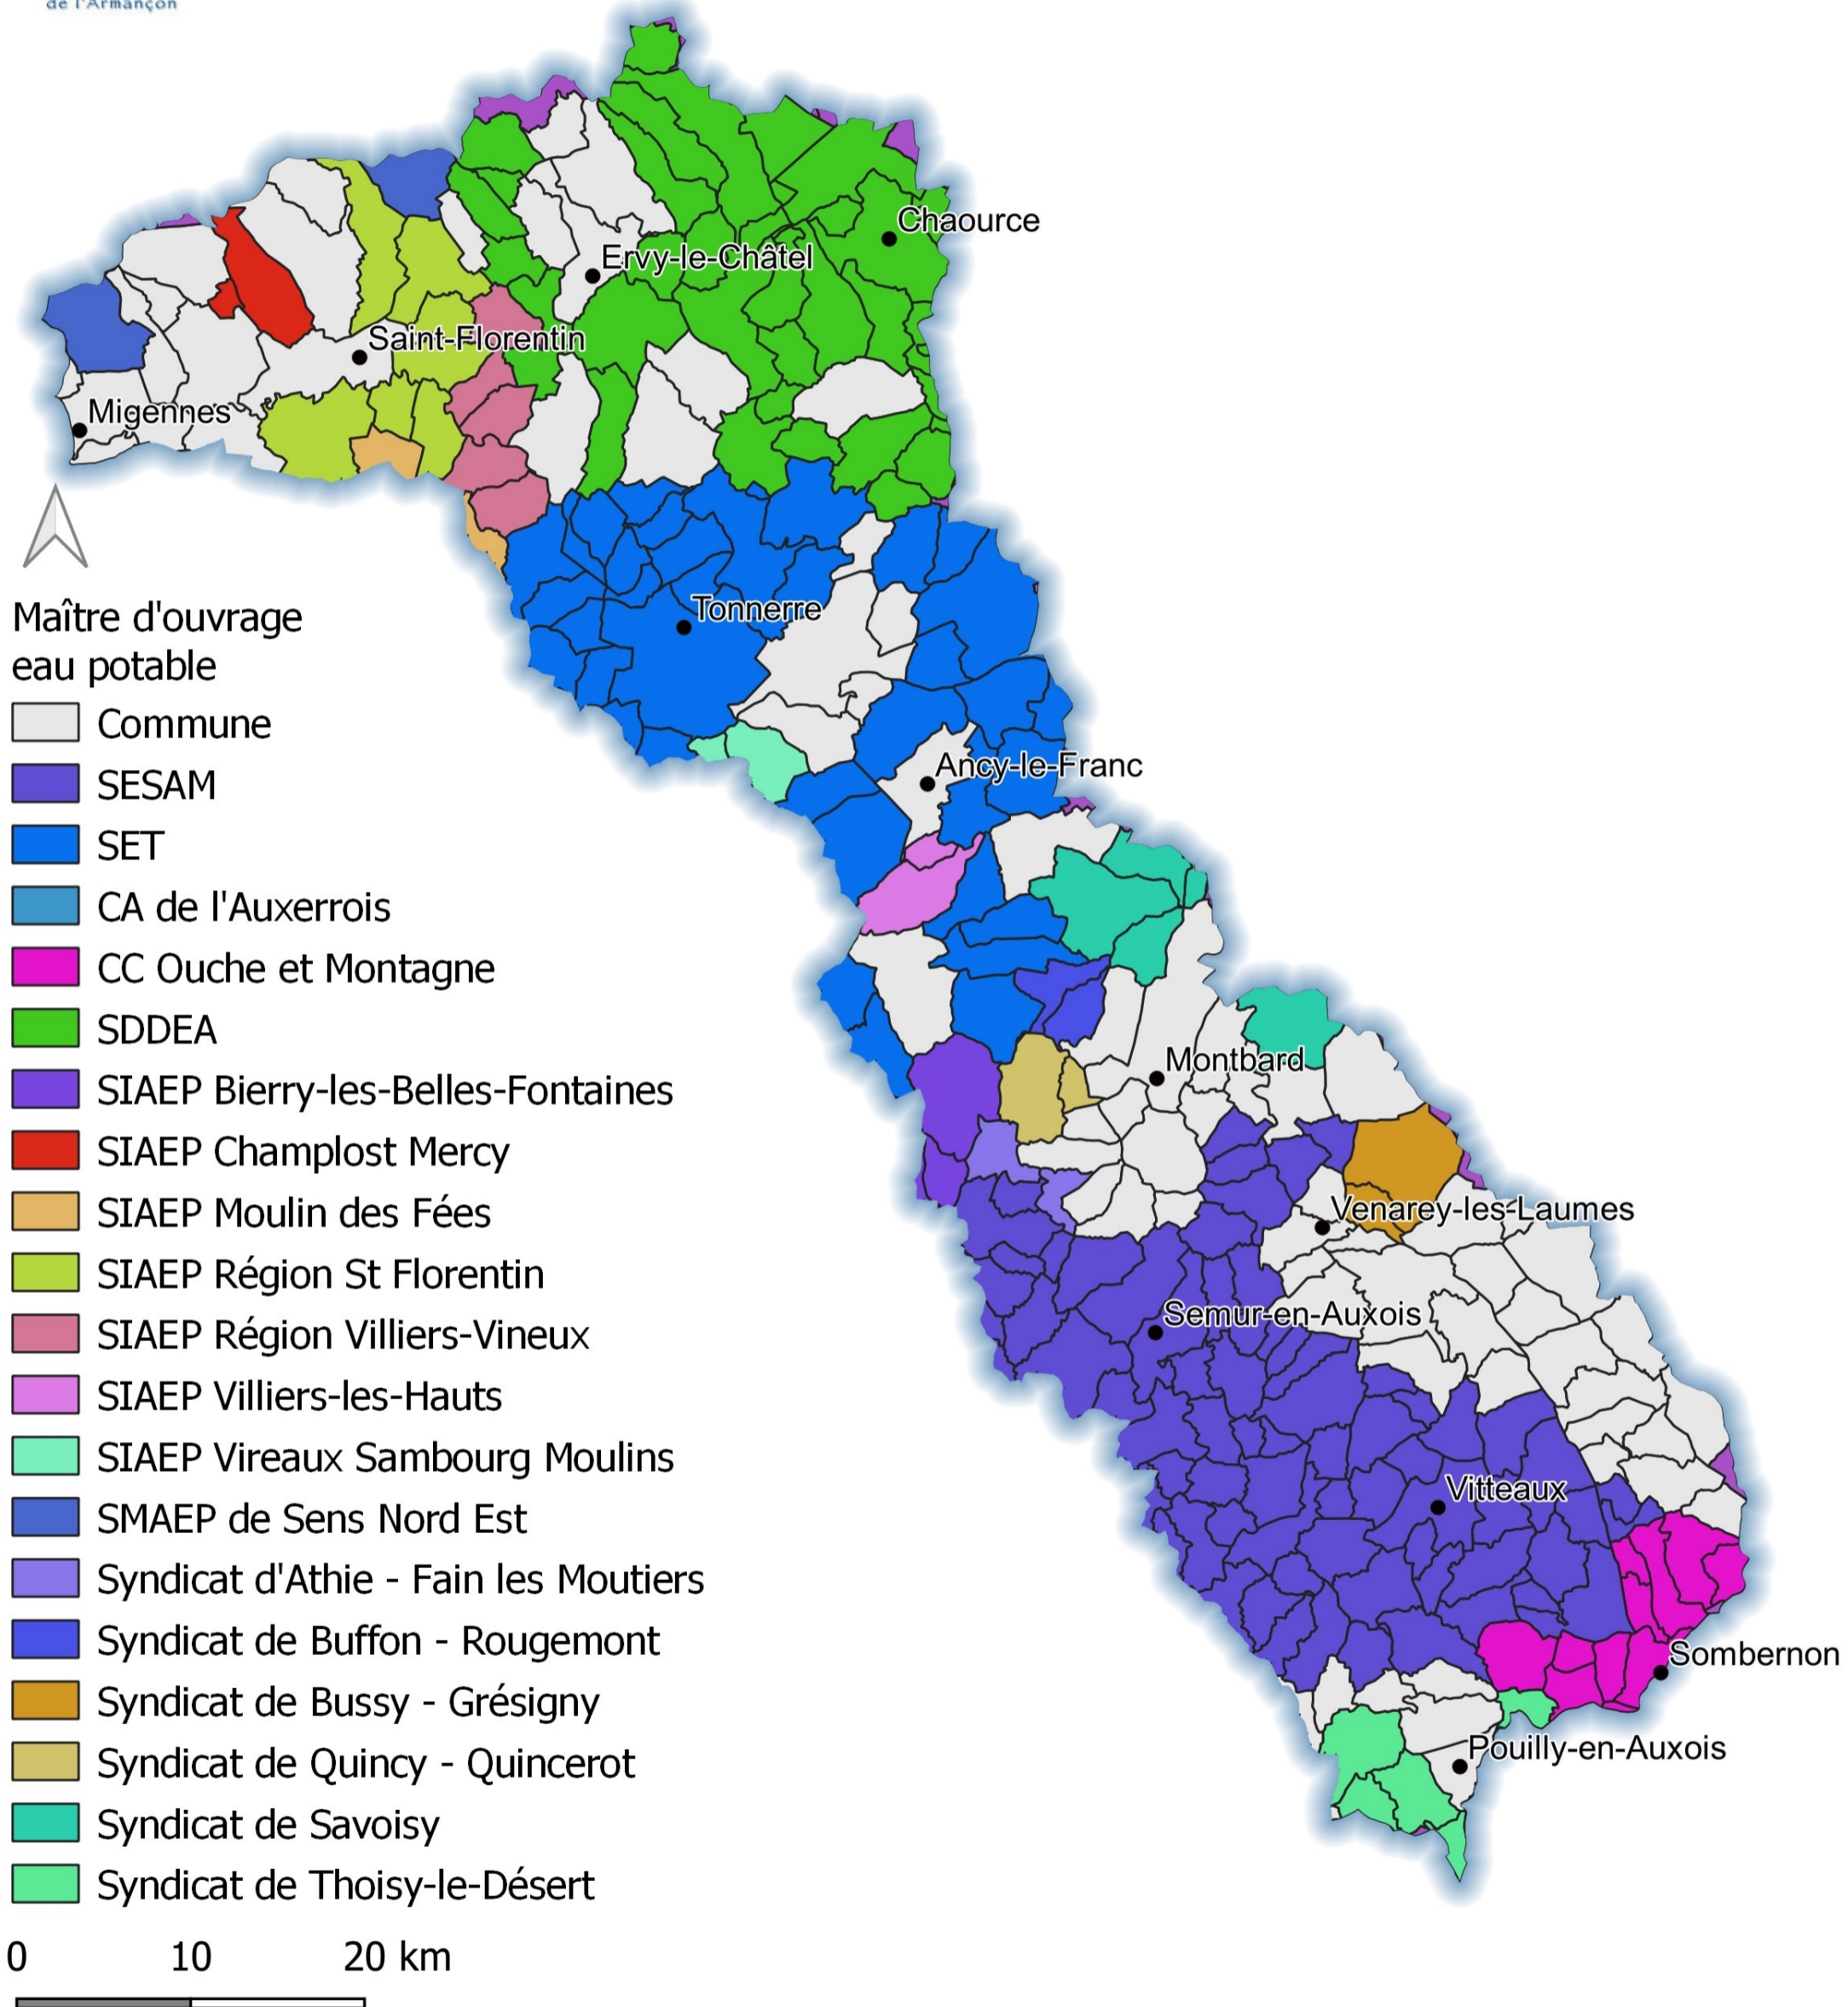 de l'Armançon
Chaource
Ervy-le-Châtel
Saint-Florentin
Migennes
Tonnerre
Ancy-le-Franc
Montbard
Venarey-les-Laumes
Semur-en-Auxois
Vitteaux
Sombernon
Pouilly-en-Auxois
Maître d'ouvrage
eau potable
Commune
SESAM
SET
CA de l'Auxerrois
CC Ouche et Montagne
SDDEA
SIAEP Bierry-les-Belles-Fontaines
SIAEP Champlost Mercy
SIAEP Moulin des Fées
SIAEP Région St Florentin
SIAEP Région Villiers-Vineux
SIAEP Villiers-les-Hauts
SIAEP Vireaux Sambourg Moulins
SMAEP de Sens Nord Est
Syndicat d'Athie - Fain les Moutiers
Syndicat de Buffon - Rougemont
Syndicat de Bussy - Grésigny
Syndicat de Quincy - Quincerot
Syndicat de Savoisy
Syndicat de Thoisy-le-Désert
0 10 20 km